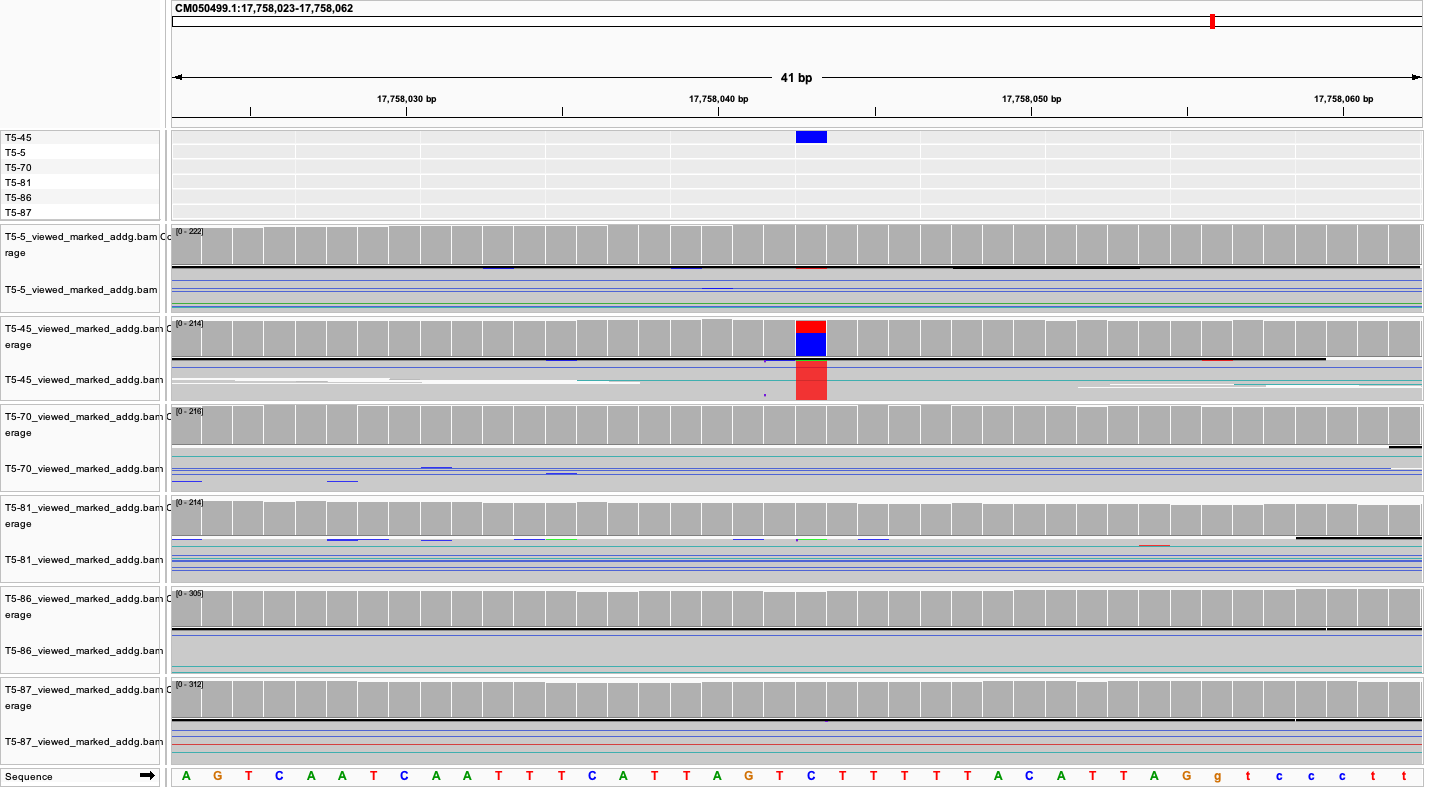 CM050499.1:17,758,023-17,758,062
41 bp
17,758,030 bp 17,758,040 bp 17,758,050 bp 17,758,060 bp
T5-45
T5-5
T5-70
T5-81
T5-86
T5-87
T5-5_viewed_marked_addg.bam Co
rage
[0 - 222]
T5-5_viewed_marked_addg.bam
T5-45_viewed_marked_addg.bam C
erage
[0 - 214]
T5-45_viewed_marked_addg.bam
T5-70_viewed_marked_addg.bam C
erage
[0 - 216]
T5-70_viewed_marked_addg.bam
T5-81_viewed_marked_addg.bam C
erage
[0 - 214]
T5-81_viewed_marked_addg.bam
T5-86_viewed_marked_addg.bam C
erage
[0 - 305]
T5-86_viewed_marked_addg.bam
T5-87_viewed_marked_addg.bam C
erage
[0 - 312]
T5-87_viewed_marked_addg.bam
Sequence A G T C A A T C A A T T T C A T T A G T C T T T T T A C A T T A G g t c c c t t